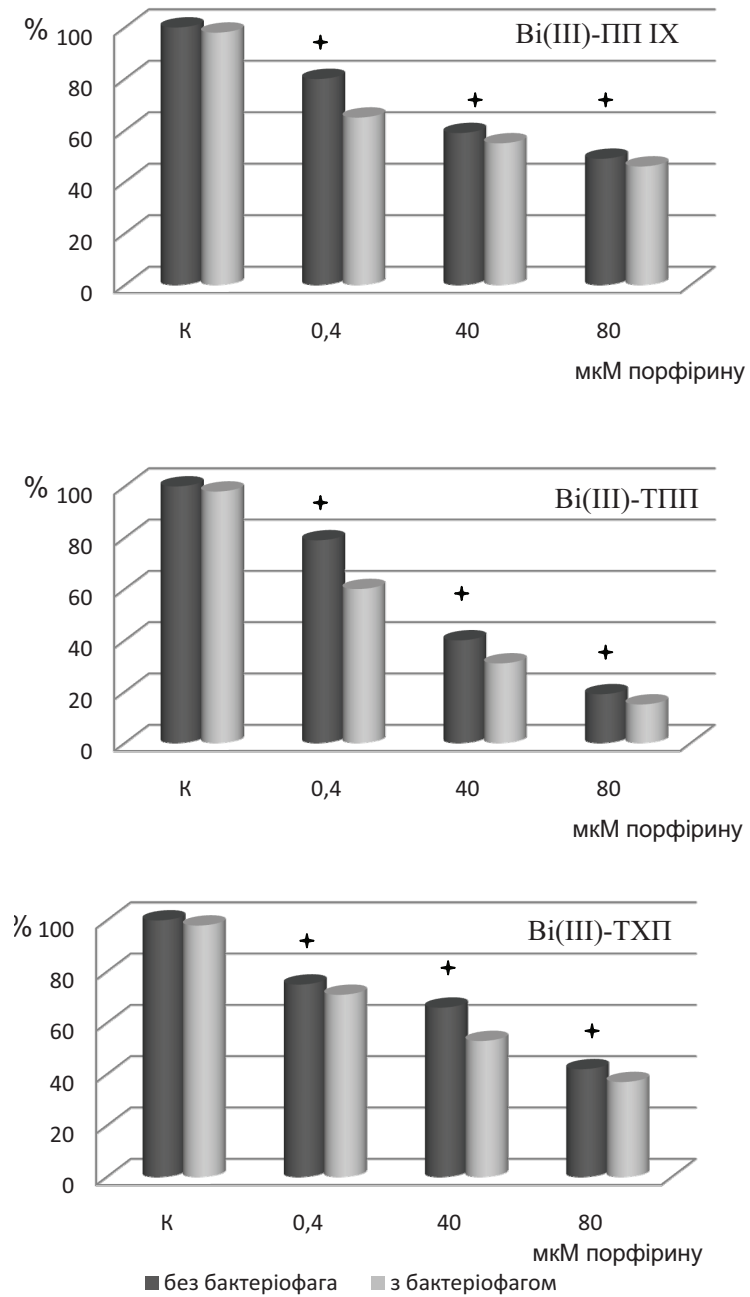 % 100
Bi(III)-ПП IX
80
60
40
20
0
К 0,4 40 80
мкМ порфірину
% 100
Bi(III)-ТПП
80
60
40
20
0
К 0,4 40 80
мкМ порфірину
% 100
Bi(III)-ТХП
80
60
40
20
0
К 0,4 40 80
мкМ порфірину
без бактеріофага з бактеріофагом